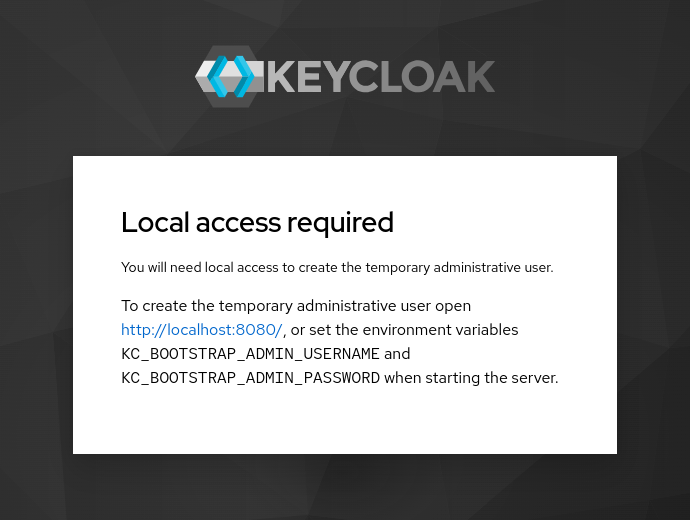 KEYCLOAK
Local access required
You will need local access to create the temporary administrative user.
To create the temporary administrative user open
http://localhost:8080/, or set the environment variables
KC_BOOTSTRAP_ADMIN_USERNAME and
KC_BOOTSTRAP_ADMIN_PASSWORD when starting the server.